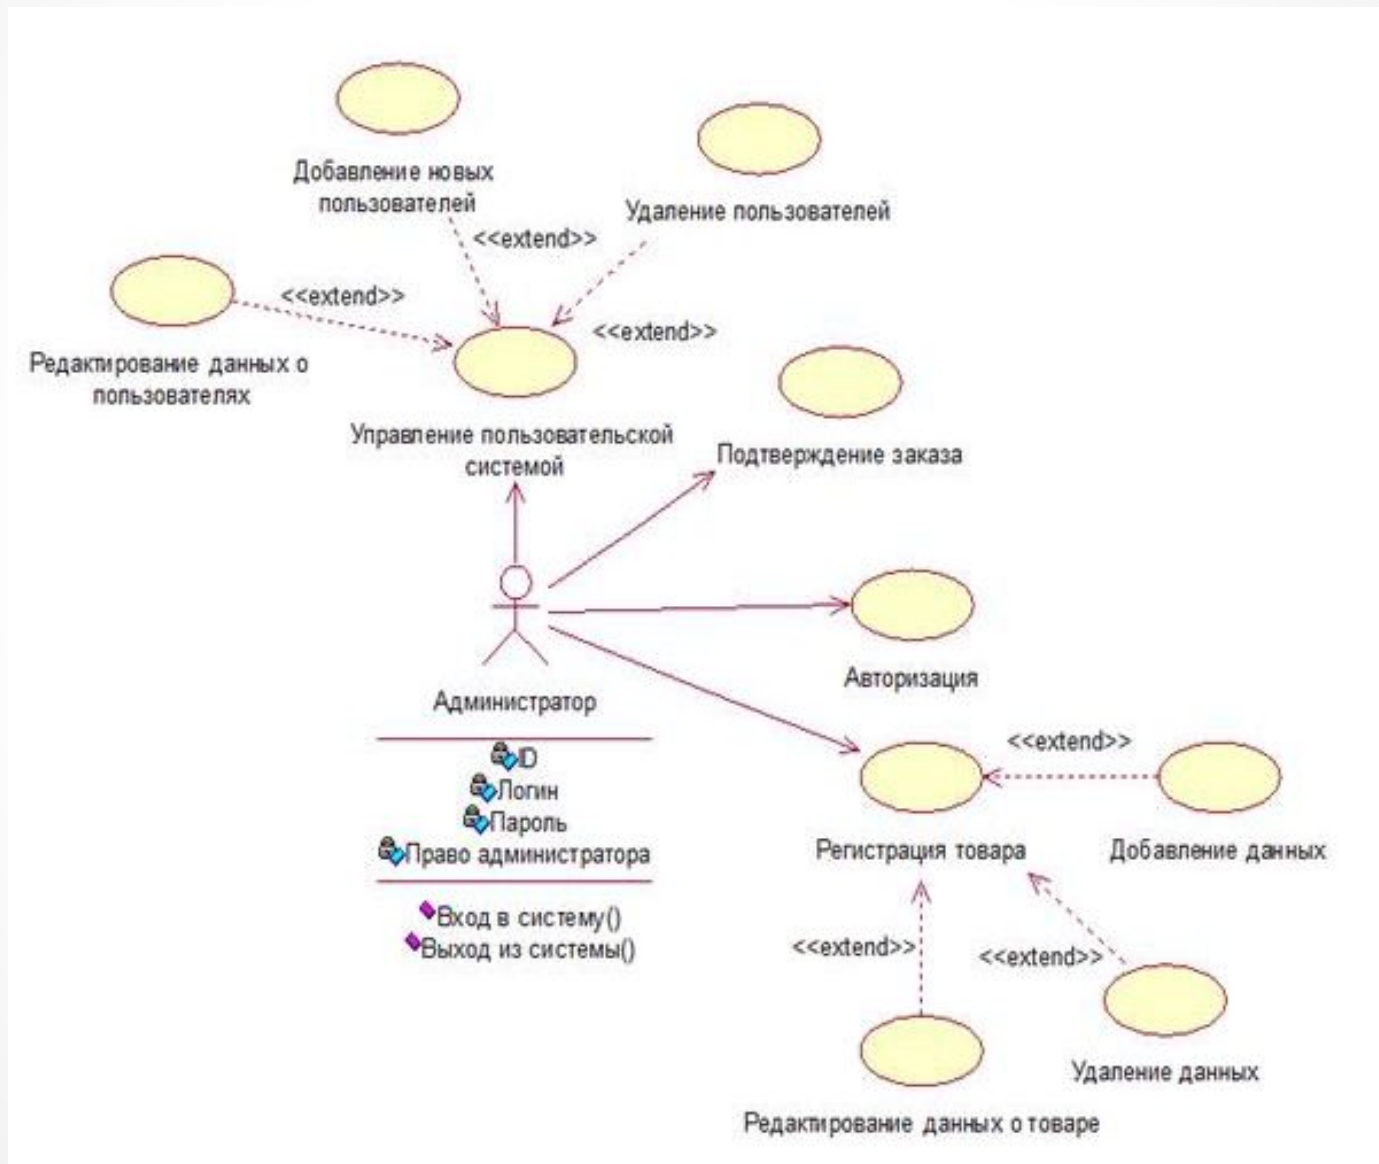 Добавление новых
пользователей
Удаление пользователей
<<extend>>
<<extend>>
<<extend>>
Редактирование данных о
пользователях
Управление пользовательской
системой
Подтверждение заказа
Авторизация
Администратор
ID
Логин
Пароль
Право администратора
Вход в систему()
Выход из системы()
<<extend>>
Регистрация товара
Добавление данных
<<extend>>
<<extend>>
Удаление данных
Редактирование данных о товаре